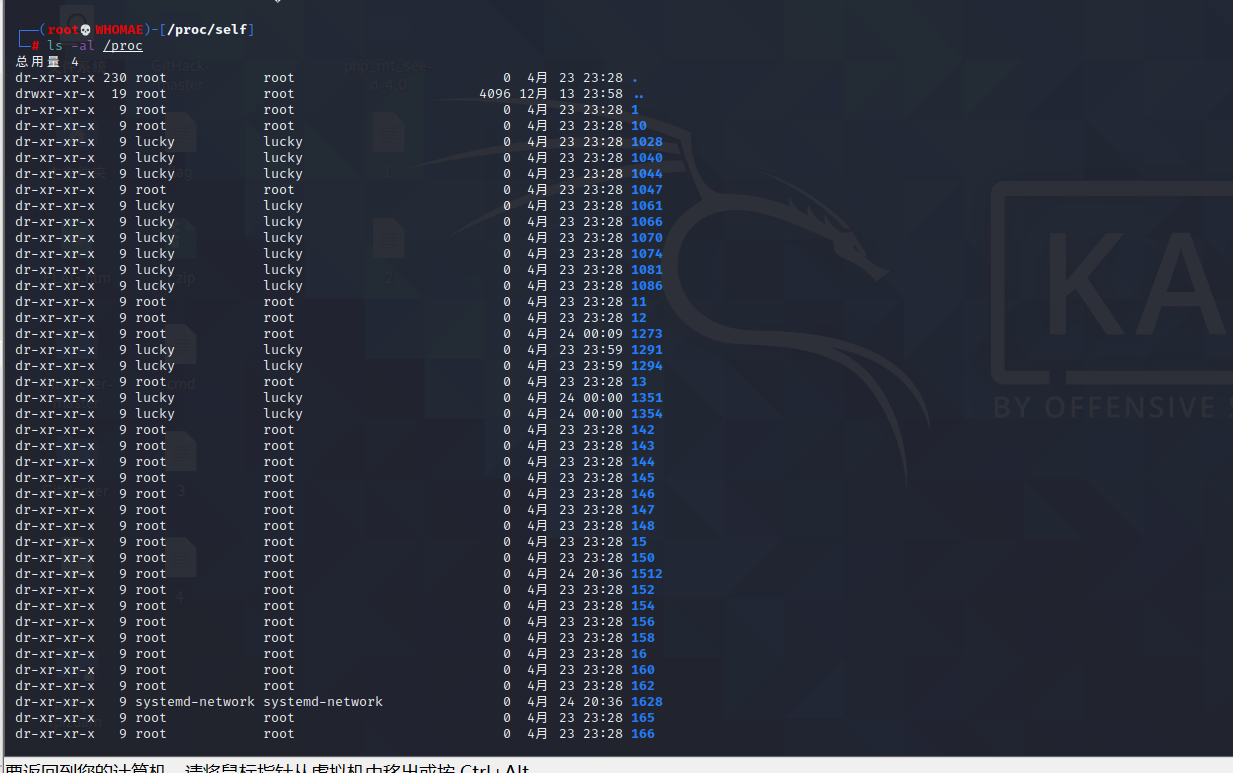 ┌──(root💀WHOMAE)-[/proc/self]
└─# ls -al /proc
总用量 4
dr-xr-xr-x 230 root            root                          0  4月 23 23:28 .
drwxr-xr-x  19 root            root                       4096 12月 13 23:58 ..
dr-xr-xr-x   9 root            root                          0  4月 23 23:28 1
dr-xr-xr-x   9 root            root                          0  4月 23 23:28 10
dr-xr-xr-x   9 lucky           lucky                         0  4月 23 23:28 1028
dr-xr-xr-x   9 lucky           lucky                         0  4月 23 23:28 1040
dr-xr-xr-x   9 lucky           lucky                         0  4月 23 23:28 1044
dr-xr-xr-x   9 root            root                          0  4月 23 23:28 1047
dr-xr-xr-x   9 lucky           lucky                         0  4月 23 23:28 1061
dr-xr-xr-x   9 lucky           lucky                         0  4月 23 23:28 1066
dr-xr-xr-x   9 lucky           lucky                         0  4月 23 23:28 1070
dr-xr-xr-x   9 lucky           lucky                         0  4月 23 23:28 1074
dr-xr-xr-x   9 lucky           lucky                         0  4月 23 23:28 1081
dr-xr-xr-x   9 lucky           lucky                         0  4月 23 23:28 1086
dr-xr-xr-x   9 root            root                          0  4月 23 23:28 11
dr-xr-xr-x   9 root            root                          0  4月 23 23:28 12
dr-xr-xr-x   9 root            root                          0  4月 24 00:09 1273
dr-xr-xr-x   9 lucky           lucky                         0  4月 23 23:59 1291
dr-xr-xr-x   9 lucky           lucky                         0  4月 23 23:59 1294
dr-xr-xr-x   9 root            root                          0  4月 23 23:28 13
dr-xr-xr-x   9 lucky           lucky                         0  4月 24 00:00 1351
dr-xr-xr-x   9 lucky           lucky                         0  4月 24 00:00 1354
dr-xr-xr-x   9 root            root                          0  4月 23 23:28 142
dr-xr-xr-x   9 root            root                          0  4月 23 23:28 143
dr-xr-xr-x   9 root            root                          0  4月 23 23:28 144
dr-xr-xr-x   9 root            root                          0  4月 23 23:28 145
dr-xr-xr-x   9 root            root                          0  4月 23 23:28 146
dr-xr-xr-x   9 root            root                          0  4月 23 23:28 147
dr-xr-xr-x   9 root            root                          0  4月 23 23:28 148
dr-xr-xr-x   9 root            root                          0  4月 23 23:28 15
dr-xr-xr-x   9 root            root                          0  4月 23 23:28 150
dr-xr-xr-x   9 root            root                          0  4月 24 20:36 1512
dr-xr-xr-x   9 root            root                          0  4月 23 23:28 152
dr-xr-xr-x   9 root            root                          0  4月 23 23:28 154
dr-xr-xr-x   9 root            root                          0  4月 23 23:28 156
dr-xr-xr-x   9 root            root                          0  4月 23 23:28 158
dr-xr-xr-x   9 root            root                          0  4月 23 23:28 16
dr-xr-xr-x   9 root            root                          0  4月 23 23:28 160
dr-xr-xr-x   9 root            root                          0  4月 23 23:28 162
dr-xr-xr-x   9 systemd-network systemd-network               0  4月 24 20:36 1628
dr-xr-xr-x   9 root            root                          0  4月 23 23:28 165
dr-xr-xr-x   9 root            root                          0  4月 23 23:28 166
KA
BY OFFENSIVE S
要返回到您的计算机，请将鼠标指针从虚拟机中移出或按 Ctrl+Alt